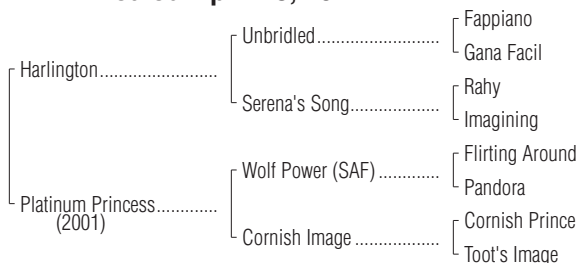 Fappiano
Unbridled
Gana Facil
Harlington
Rahy
Serena's Song
Imagining
Flirting Around
Wolf Power (SAF)
Pandora
Platinum Princess
(2001)
Cornish Prince
Cornish Image
Toot's Image